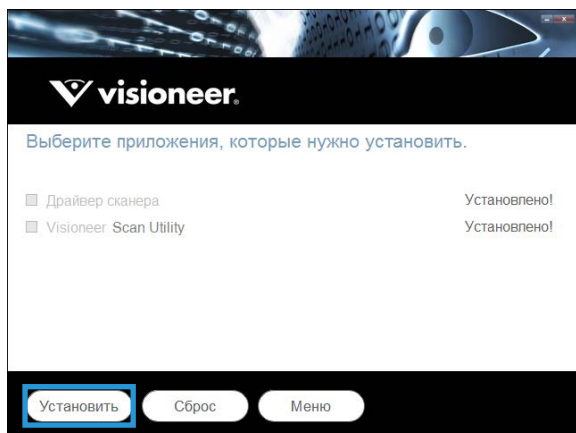 visioneer®
Выберите приложения, которые нужно установить.
Драйвер сканера Установлено!
Visioneer Scan Utility Установлено!
Установить Сброс Меню